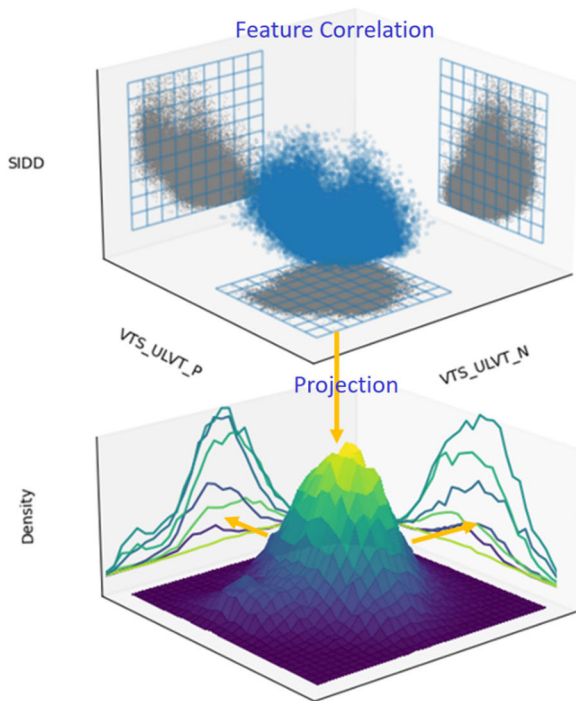 Feature Correlation
SIDD
VTS_ULVT_P
VTS_ULVT_N
Projection
Density